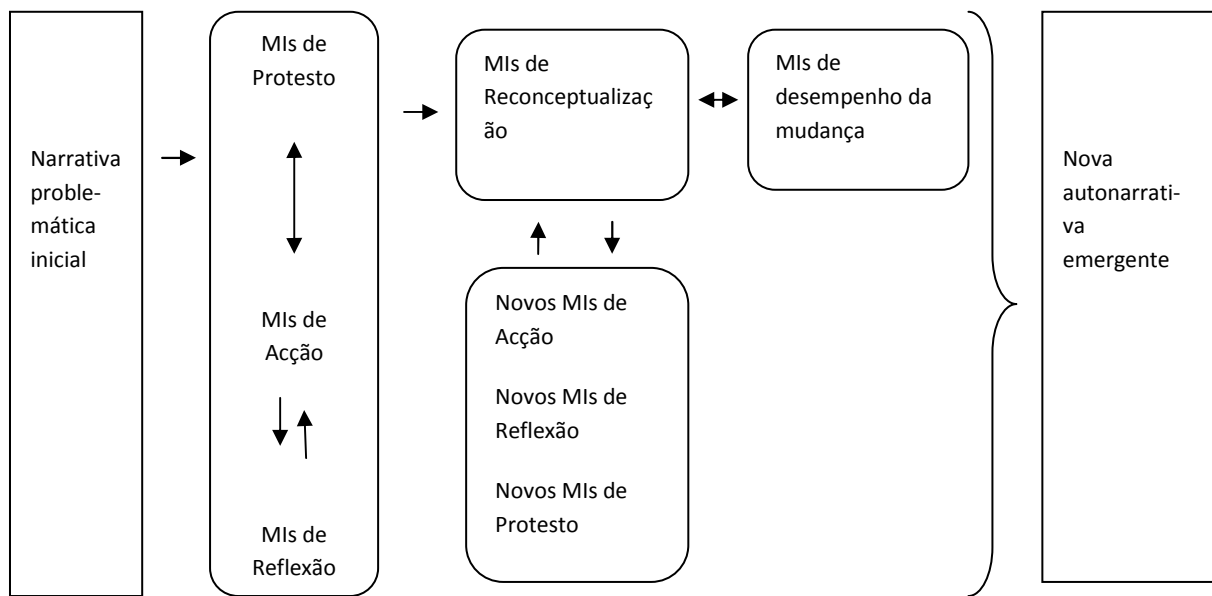 Narrativa
proble-
mática
inicial
MIs de
Protesto
MIs de
Acção
MIs de
Reflexão
MIs de
Reconceptualizaç
ão
MIs de
desempenho da
mudança
Novos MIs de
Acção
Novos MIs de
Reflexão
Novos MIs de
Protesto
Nova
autonarrati-
va
emergente